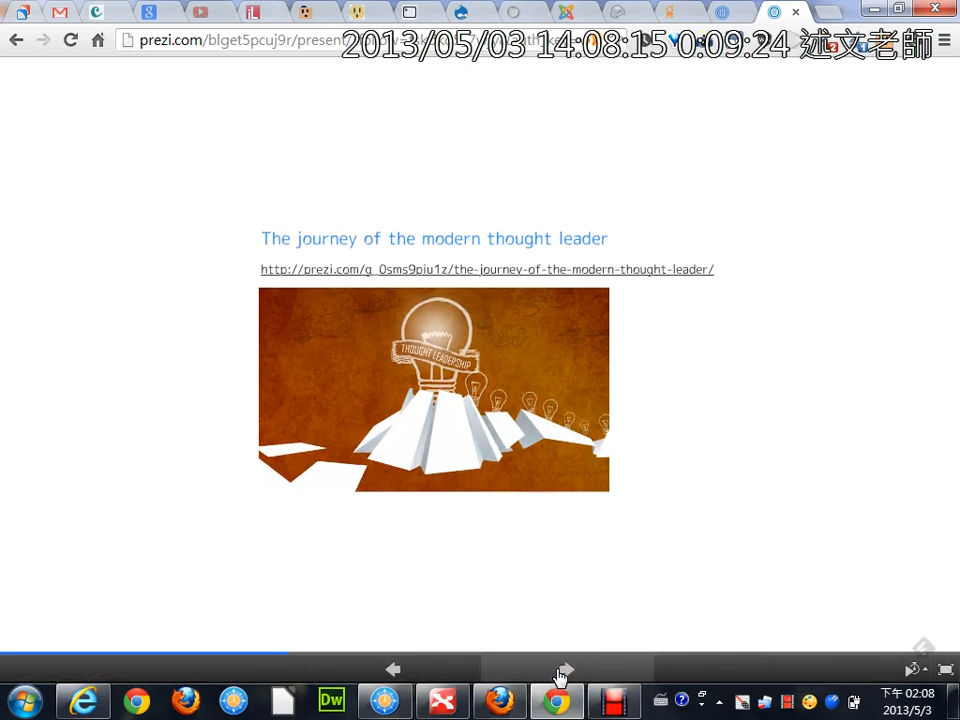 prezi.com/blget5pcuj9r/present
2013/05/03 14:08:15 0:09:24 述文老師
The journey of the modern thought leader
http://prezi.com/g_0sms9piu1z/the-journey-of-the-modern-thought-leader/
THOUGHT LEADERSHIP
Dw
下午 02:08
2013/5/3